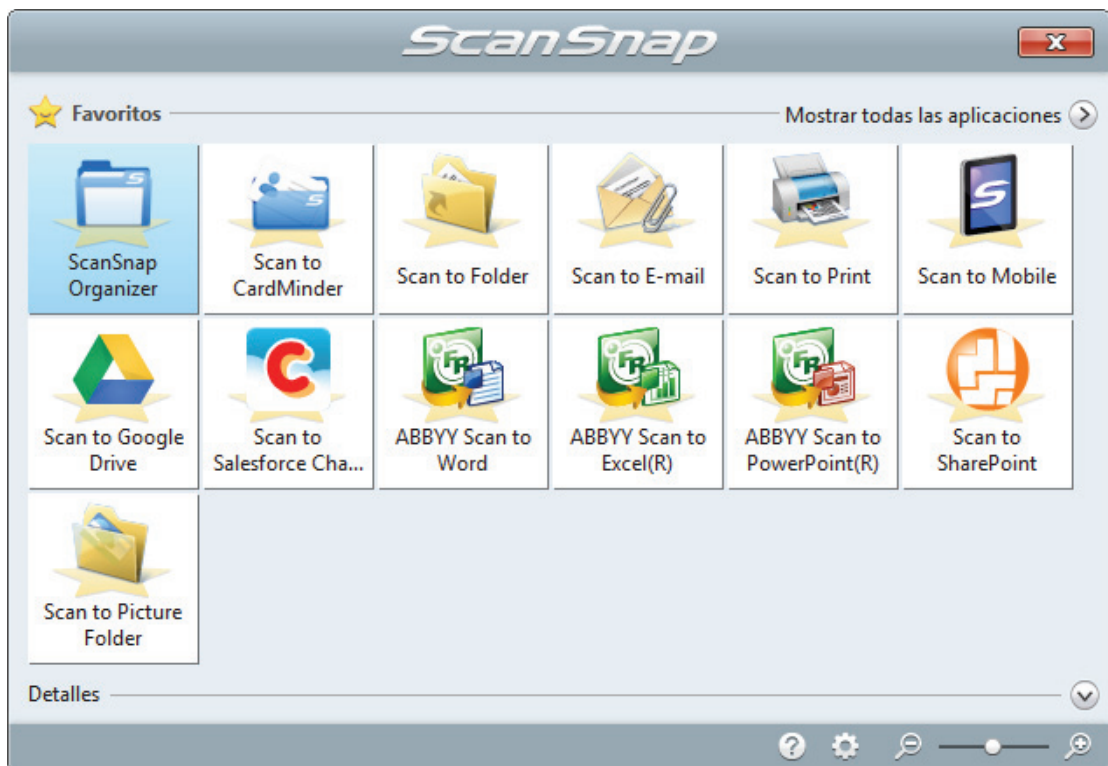 ScanSnap
Favoritos
Mostrar todas las aplicaciones
ScanSnap
Organizer
Scan to
CardMinder
Scan to Folder
Scan to E-mail
Scan to Print
Scan to Mobile
Scan to Google
Drive
Scan to
Salesforce Cha...
ABBYY Scan to
Word
ABBYY Scan to
Excel(R)
ABBYY Scan to
PowerPoint(R)
Scan to
SharePoint
Scan to Picture
Folder
Detalles